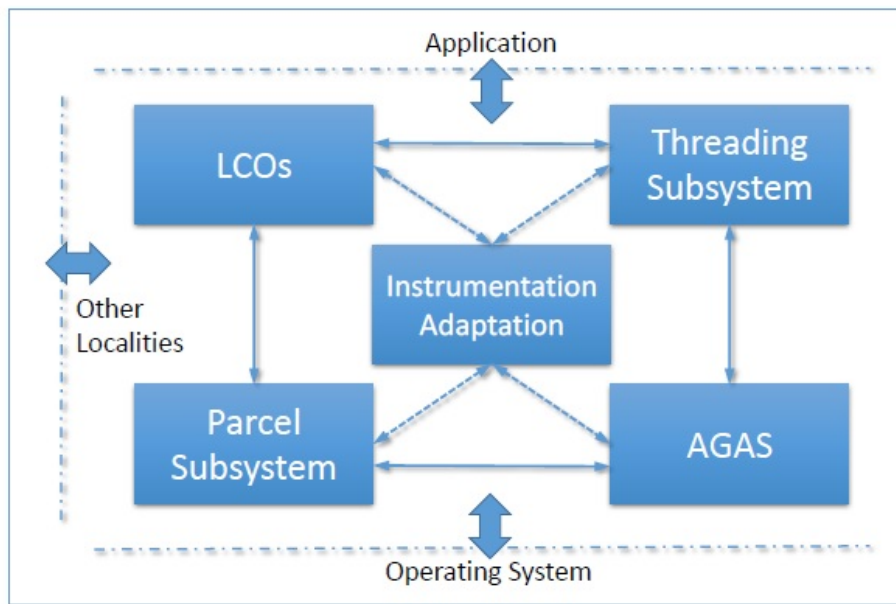 Application
LCOs
Threading
Subsystem
Instrumentation
Adaptation
Other
Localities
Parcel
Subsystem
AGAS
Operating System